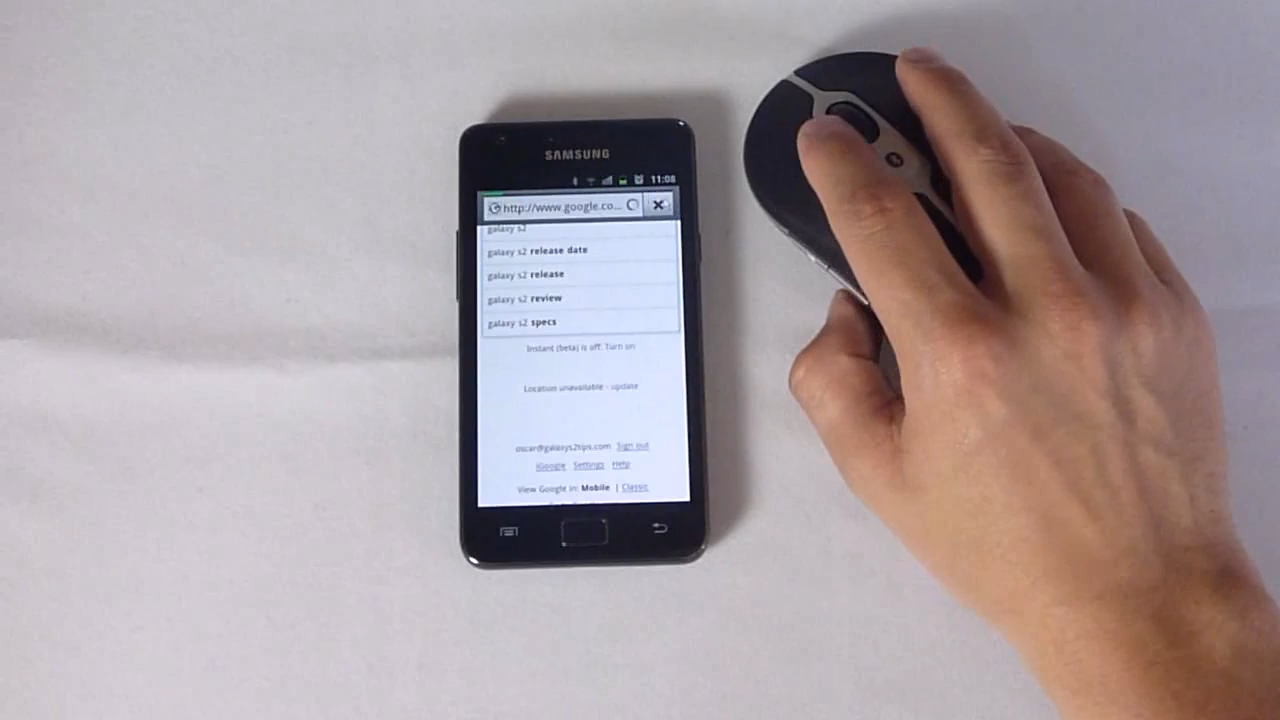 SAMSUNG
11:08
http://www.google.co...
galaxy s2
galaxy s2 release date
galaxy s2 release
galaxy s2 review
galaxy s2 specs
Instant (beta) is off: Turn on
Location unavailable - update
oscar@galaxys2tips.com Sign out
iGoogle Settings Help
View Google in: Mobile | Classic